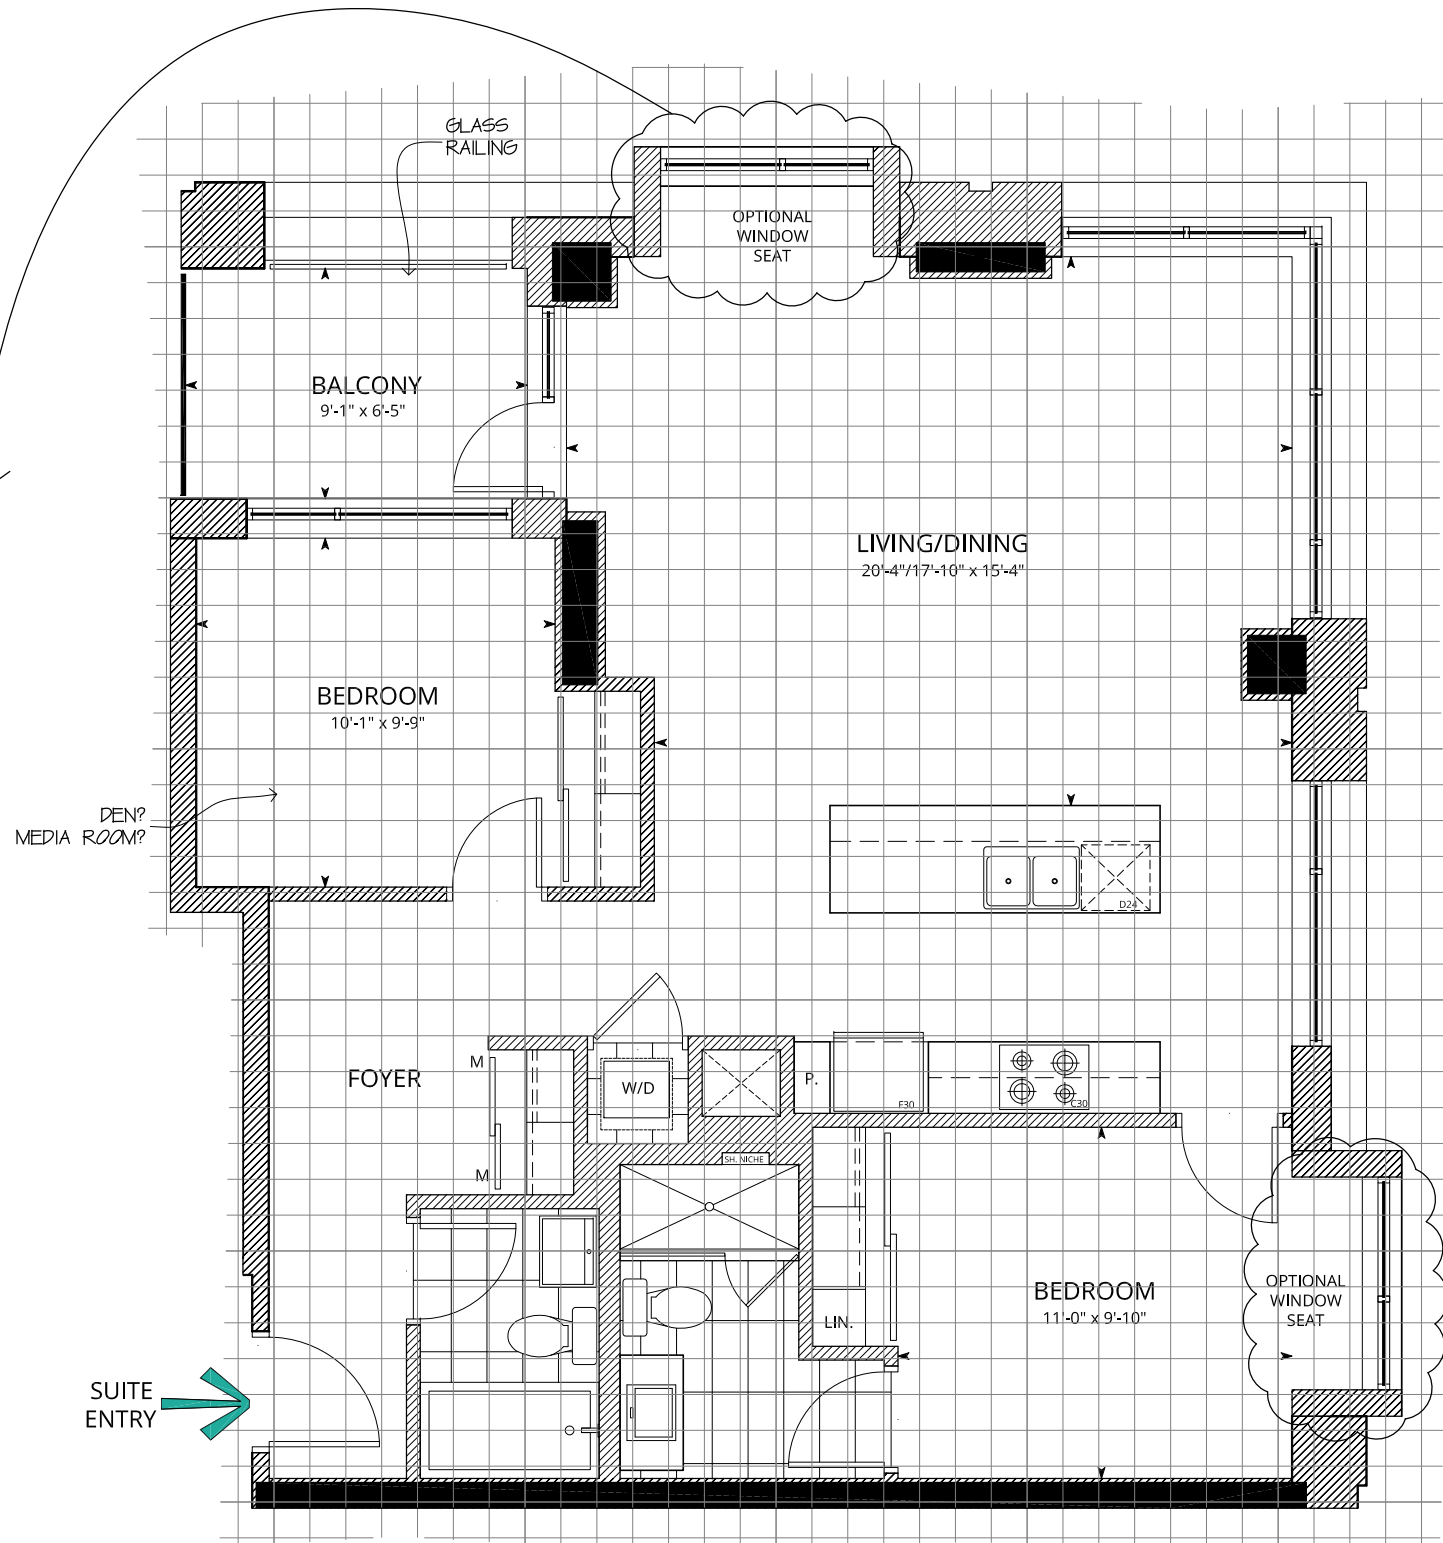 GLASS
RAILING
OPTIONAL
WINDOW
SEAT
BALCONY
9'-1" x 6'-5"
LIVING/DINING
20'-4"/17'-10" x 15'-4"
BEDROOM
10'-1" x 9'-9"
DEN?
MEDIA ROOM?
D24
FOYER
M
W/D
P.
F30
C30
M
SH. NICHE
BEDROOM
11'-0" x 9'-10"
OPTIONAL
WINDOW
SEAT
LIN.
SUITE
ENTRY